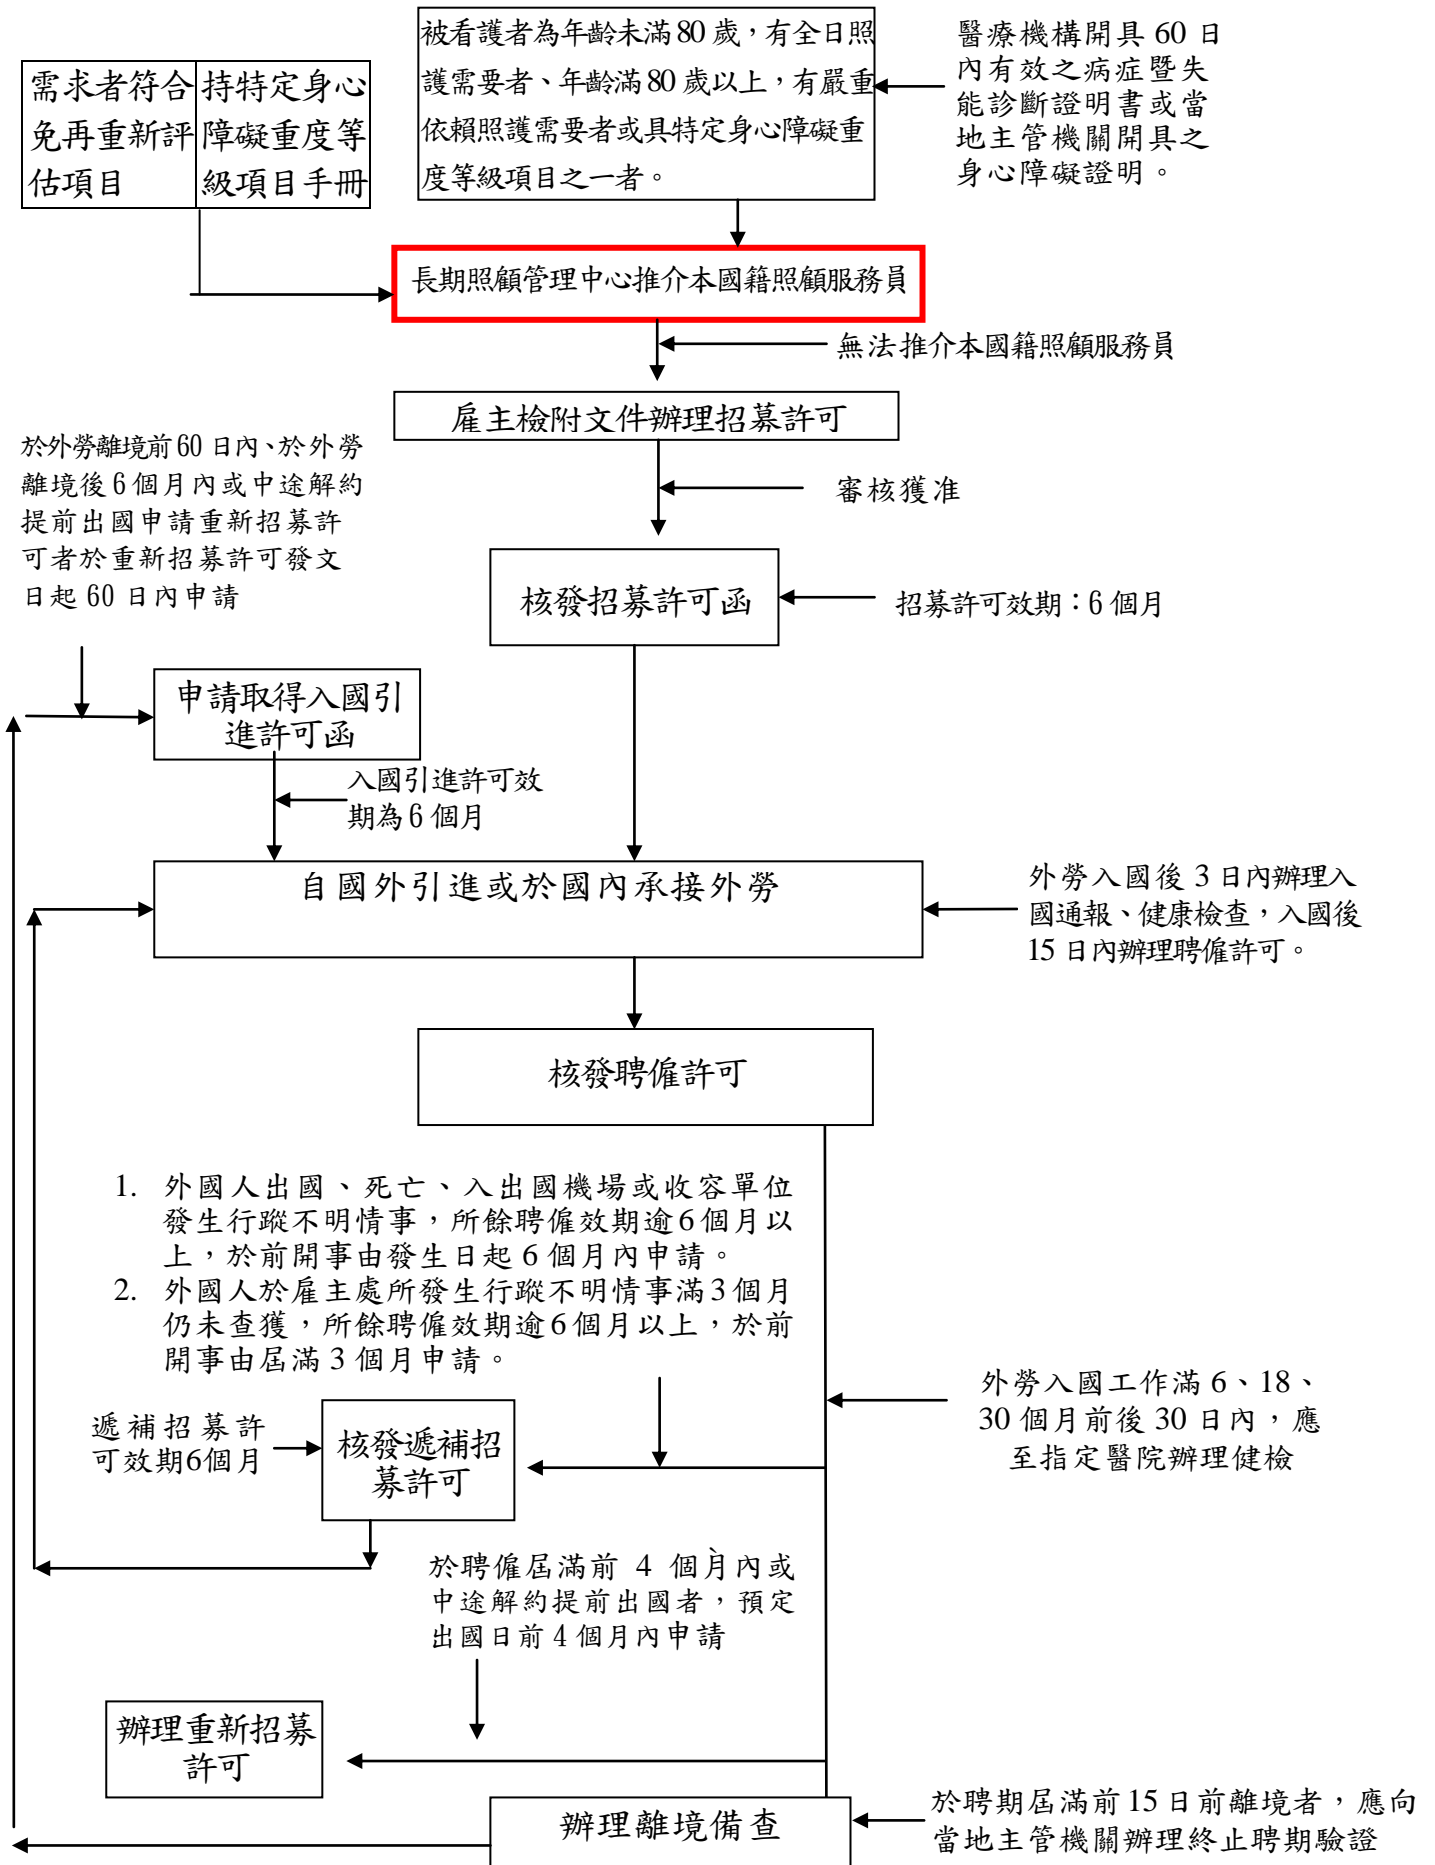 被看護者為年齡未滿80歲，有全日照
護需要者、年齡滿80歲以上，有嚴重
依賴照護需要者或具特定身心障礙重
度等級項目之一者。
醫療機構開具 60 日
內有效之病症暨失
能診斷證明書或當
地主管機關開具之
身心障礙證明。
需求者符合
免再重新評
估項目
持特定身心
障礙重度等
級項目手冊
長期照顧管理中心推介本國籍照顧服務員
無法推介本國籍照顧服務員
雇主檢附文件辦理招募許可
審核獲准
於外勞離境前60日內、於外勞
離境後6個月內或中途解約
提前出國申請重新招募許
可者於重新招募許可發文
日起 60 日內申請
核發招募許可函
招募許可效期：6 個月
申請取得入國引
進許可函
入國引進許可效
期為6個月
自國外引進或於國內承接外勞
外勞入國後 3 日內辦理入
國通報、健康檢查，入國後
15 日內辦理聘僱許可。
核發聘僱許可
1. 外國人出國、死亡、入出國機場或收容單位
發生行蹤不明情事，所餘聘僱效期逾6個月以
上，於前開事由發生日起 6 個月內申請。
2. 外國人於雇主處所發生行蹤不明情事滿3個月
仍未查獲，所餘聘僱效期逾6個月以上，於前
開事由屆滿 3 個月申請。
外勞入國工作滿 6、18、
30 個月前後 30 日內，應
至指定醫院辦理健檢
遞補招募許
可效期6個月
核發遞補招
募許可
於聘僱屆滿前 4 個月內或
中途解約提前出國者，預定
出國日前 4 個月內申請
辦理重新招募
許可
辦理離境備查
於聘期屆滿前15日前離境者，應向
當地主管機關辦理終止聘期驗證